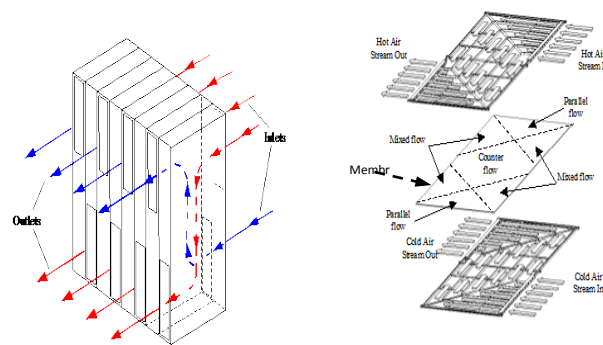 Inlets
Outlets
Hot Air
Stream Out
Hot Ai
Stream I
Parallel
flow
Mixed flow
Counter
flow
Mixed flow
Membr
Parallel
flow
Cold Air
Stream Out
Cold Air
Stream In